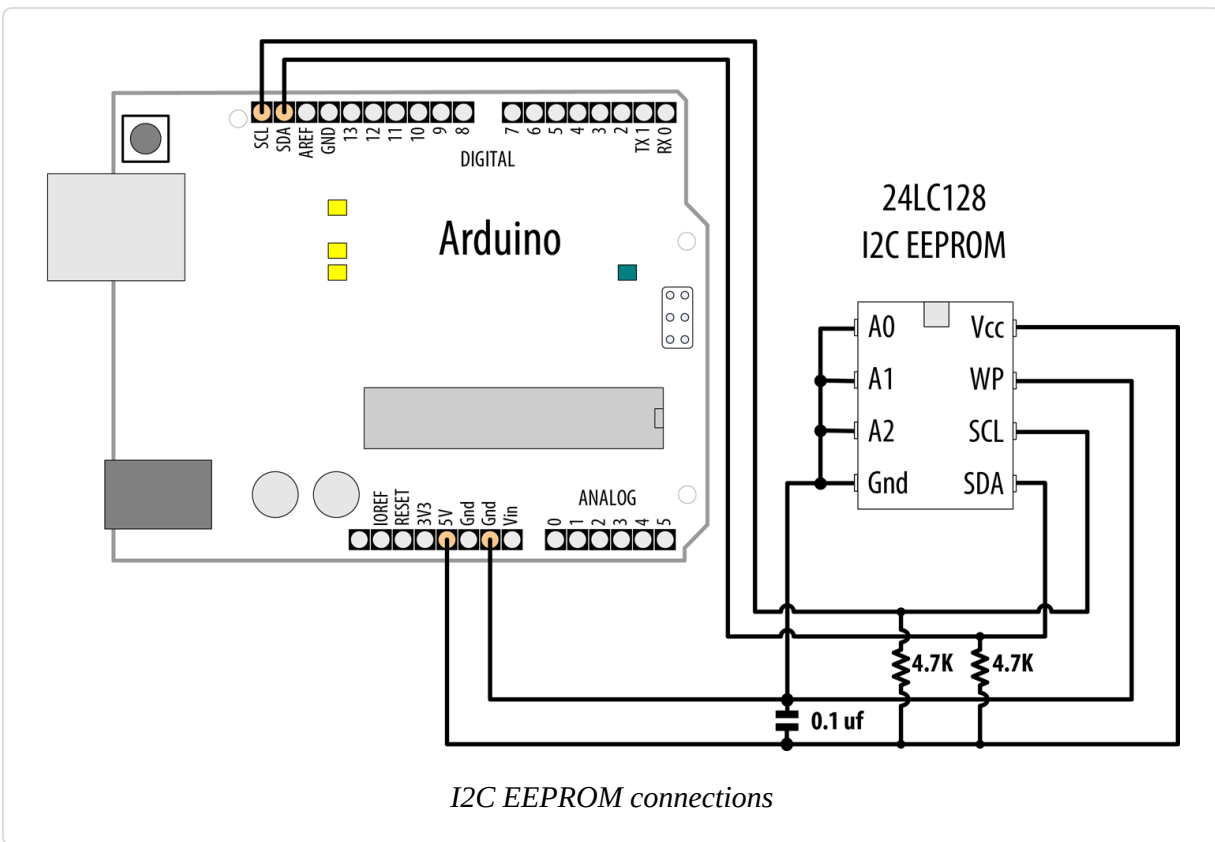 SCL
SDA
AREF
GND
13
12
11
10
9
8
7
6
5
4
3
2
TX 1
RX 0
DIGITAL
Arduino
24LC128
I2C EEPROM
A0
Vcc
A1
WP
A2
SCL
Gnd
SDA
IOREF
RESET
3V3
5V
Gnd
Gnd
Vin
ANALOG
0
1
2
3
4
5
4.7K
4.7K
0.1 uf
I2C EEPROM connections